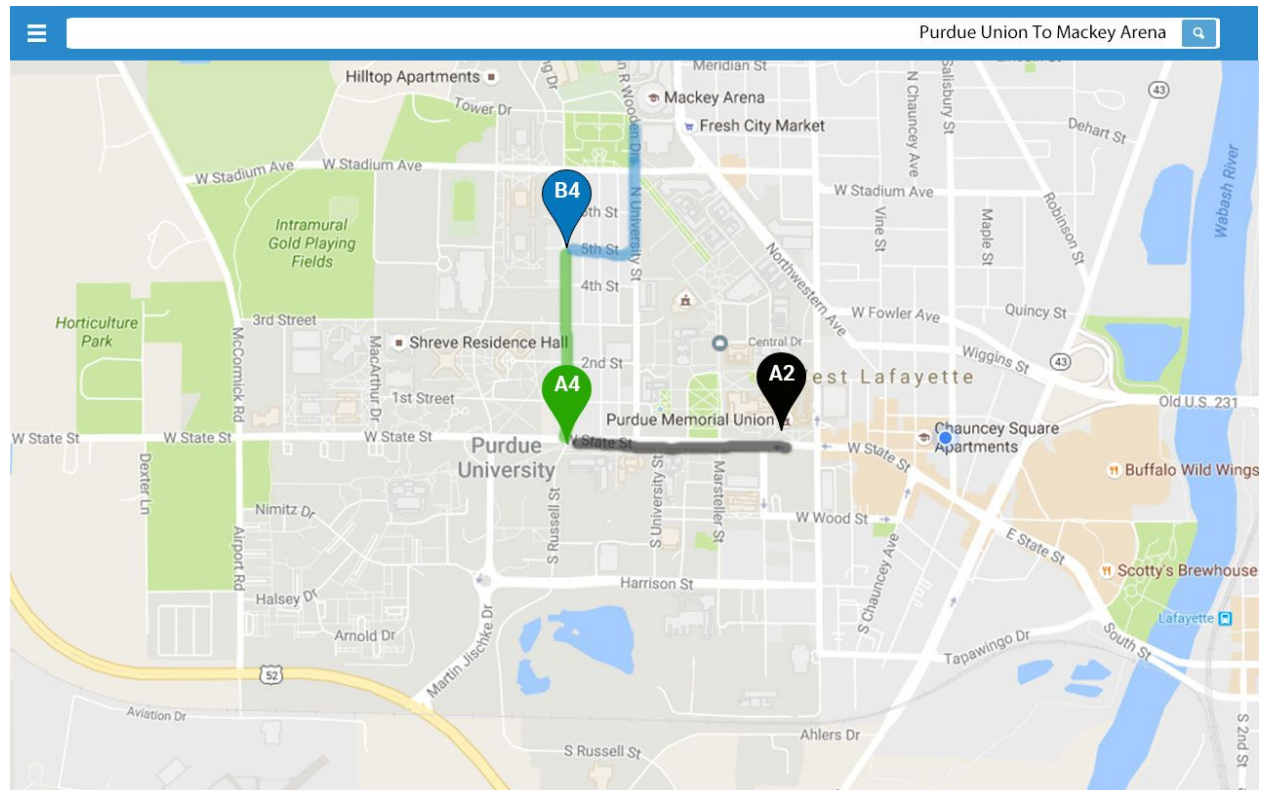 Purdue Union To Mackey Arena
Meridian St
Hilltop Apartments
Mackey Arena
Tower Dr
n R Wooden Dr
Fresh City Market
N Chauncey Ave
Salisbury St
43
Dehart St
W Stadium Ave
W Stadium Ave
W Stadium Ave
Robinson St
Wabash River
B4
5th St
N University St
Intramural
Gold Playing
Fields
Vine St
Maple St
4th St
Northwestern Ave
Horticulture
Park
3rd Street
McCormick Rd
MacArthur Dr
Shreve Residence Hall
2nd St
Central Dr
W Fowler Ave
Quincy St
Wiggins St
43
A4
A2
est Lafayette
1st Street
Old U.S. 231
Purdue Memorial Union
W State St
W State St
W State St
W State St
W State St
Chauncey Square
Apartments
Purdue
University
Buffalo Wild Wings
Dexter Ln
Airport Rd
Nimitz Dr
S Russell St
S University St
Marsteller St
W Wood St
S Chauncey Ave
E State St
Scotty's Brewhouse
Harrison St
Halsey Dr
Arnold Dr
Martin Jischke Dr
Lafayette
South St
Tapawingo Dr
52
Aviation Dr
Ahlers Dr
S Russell St
S 2nd St